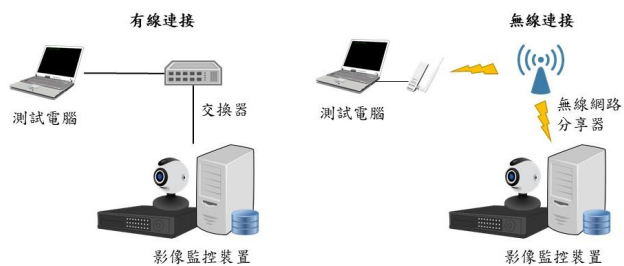 有線連接
測試電腦
交換器
影像監控裝置
無線連接
測試電腦
無線網路
分享器
影像監控裝置